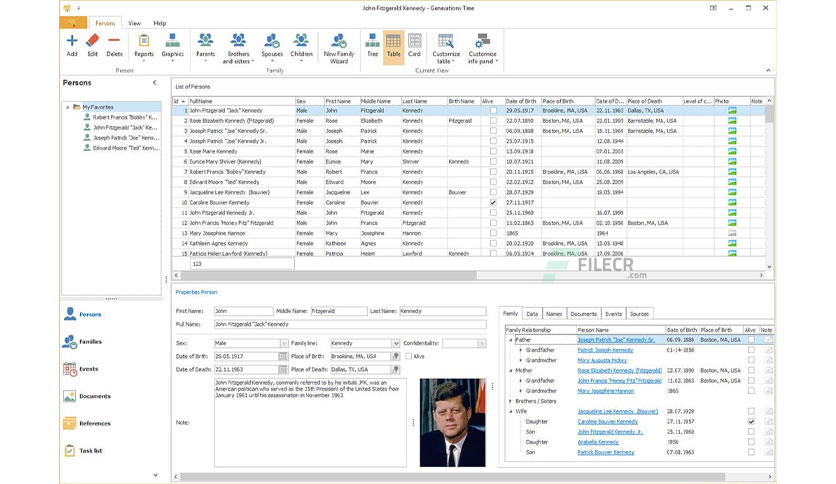 John Fitzgerald Kennedy - Generations Tree
Persons View Help
Add Edit Delete Reports Graphics Parents Brothers and sisters Spouses Children New Family Wizard Tree Table Card Customize table Customize info panel
Person Family Current View
Persons
My Favorites
Robert Francis "Bobby" K...
John Fitzgerald "Jack" Ke...
Joseph Patrick "Joe" Ken...
Edward Moore "Ted" Kenn...
Persons
Families
Events
Documents
References
Task list
List of Persons
Id Full Name Sex First Name Middle Name Last Name Birth Name Alive Date of Birth Place of Birth Date of D... Place of Death Level of c... Photo Note
1 John Fitzgerald "Jack" Kennedy Male John Fitzgerald Kennedy 29.05.1917 Brookline, MA, USA 22.11.1963 Dallas, TX, USA
2 Rose Elizabeth Kennedy (Fitzgerald) Female Rose Elizabeth Kennedy Fitzgerald 22.07.1890 Boston, MA, USA 22.01.1995 Barnstable, MA, USA
3 Joseph Patrick "Joe" Kennedy Sr. Male Joseph Patrick Kennedy 06.09.1888 Boston, MA, USA 18.11.1969 Barnstable, MA, USA
4 Joseph Patrick "Joe" Kennedy Jr. Male Joseph Patrick Kennedy 25.07.1915 12.08.1944
5 Rose Marie Kennedy Female Rose Marie Kennedy 13.09.1918 07.01.2005
6 Eunice Mary Shriver (Kennedy) Female Eunice Mary Shriver Kennedy 10.07.1921 11.08.2009
7 Robert Francis "Bobby" Kennedy Male Robert Francis Kennedy 20.11.1925 Brookline, MA, USA 06.06.1968 Los Angeles, CA, USA
8 Edward Moore "Ted" Kennedy Male Edward Moore Kennedy 22.02.1932 Boston, MA, USA 25.08.2009
9 Jacqueline Lee Kennedy (Bouvier) Female Jacqueline Lee Kennedy Bouvier 28.07.1929 19.05.1994
10 Caroline Bouvier Kennedy Female Caroline Bouvier Kennedy 27.11.1957
11 John Fitzgerald Kennedy Jr. Male John Fitzgerald Kennedy 25.11.1960 16.07.1999
12 John Francis "Honey Fitz" Fitzgerald Male John Francis Fitzgerald 11.02.1863 Boston, MA, USA 02.10.1950 Boston, MA, USA
13 Mary Josephine Hannon Female Mary Josephine Hannon 1865 1964
14 Kathleen Agnes Kennedy Female Kathleen Agnes Kennedy 20.02.1920 Brookline, MA, USA 13.05.1948
15 Patricia Helen Lawford (Kennedy) Female Patricia Helen Lawford Kennedy 06.05.1924 Brookline, MA, USA 17.09.2006
123
FILECR
.com
Properties Person
First Name: John Middle Name: Fitzgerald Last Name: Kennedy
Full Name: John Fitzgerald "Jack" Kennedy
Sex: Male Family line: Kennedy Confidentiality:
Date of Birth: 29.05.1917 Place of Birth: Brookline, MA, USA Alive
Date of Death: 22.11.1963 Place of Death: Dallas, TX, USA
Note:
John Fitzgerald Kennedy, commonly referred to by his initials JFK, was an
American politician who served as the 35th President of the United States from
January 1961 until his assassination in November 1963
Family Data Names Documents Events Sources
Family Relationship Person Name Date of Birth Place of Birth Alive Note
Father Joseph Patrick "Joe" Kennedy Sr. 06.09.1888 Boston, MA, USA
Grandfather Patrick Joseph Kennedy 01-14-1858
Grandmother Mary Augusta Hickey
Mother Rose Elizabeth Kennedy (Fitzgerald) 22.07.1890 Boston, MA, USA
Grandfather John Francis "Honey Fitz" Fitzgerald 11.02.1863 Boston, MA, USA
Grandmother Mary Josephine Hannon 1865
Brothers / Sisters
Wife Jacqueline Lee Kennedy (Bouvier) 28.07.1929
Daughter Caroline Bouvier Kennedy 27.11.1957
Son John Fitzgerald Kennedy Jr. 25.11.1960
Daughter Arabella Kennedy 1956
Son Patrick Bouvier Kennedy 07.08.1963